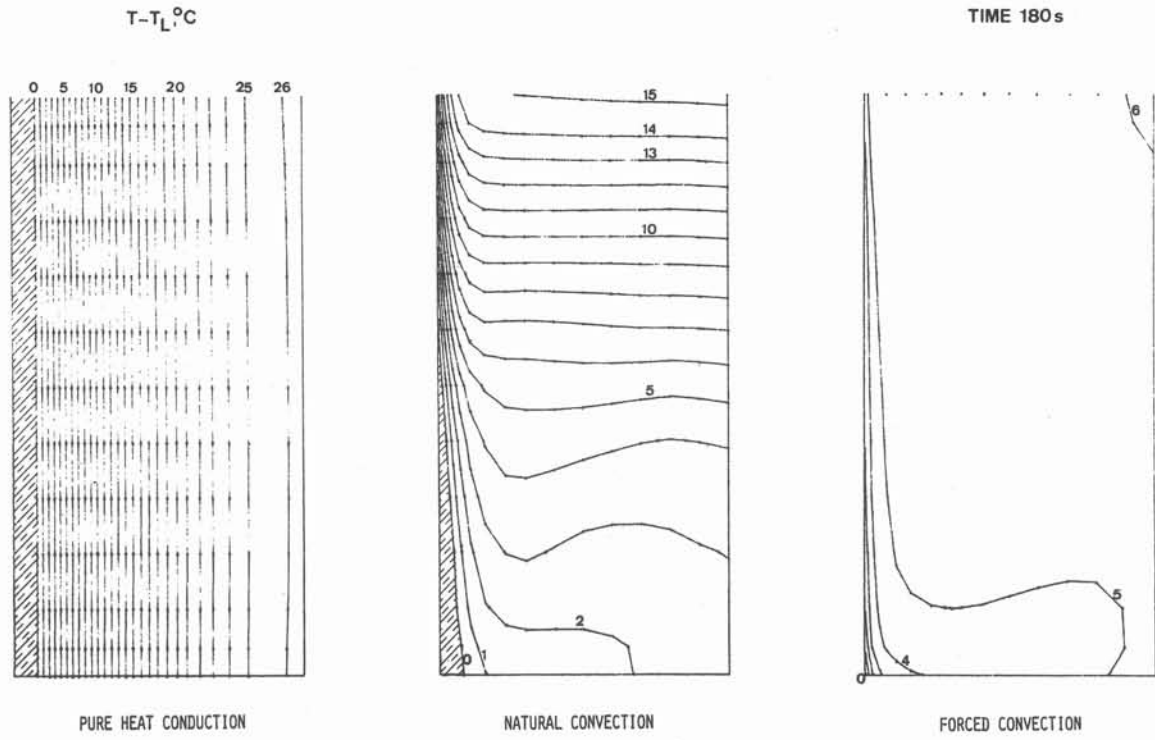 T–T_L, °C
TIME 180s
0 5 10 15 20 25 26
15
14
13
10
5
2
0 1
6
5
4
0
PURE HEAT CONDUCTION
NATURAL CONVECTION
FORCED CONVECTION